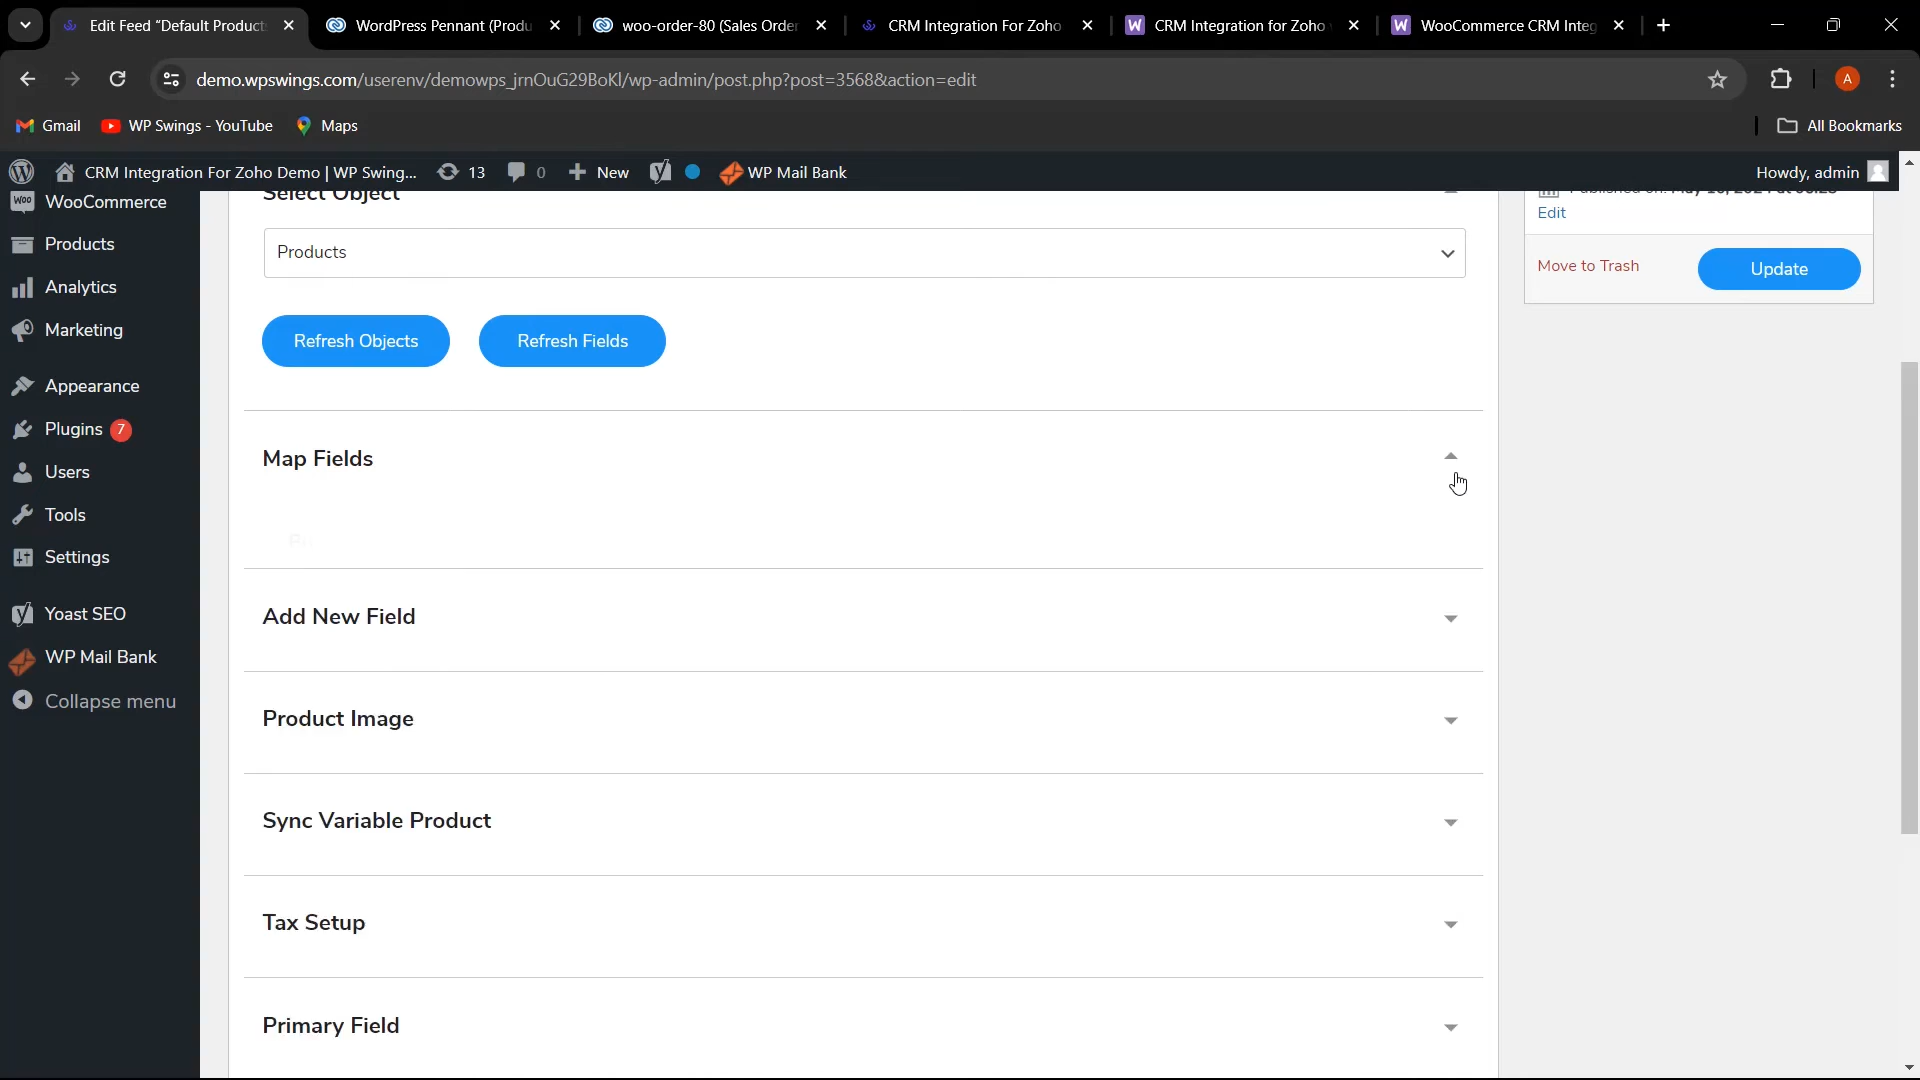 Edit Feed "Default Product
WordPress Pennant (Produ
woo-order-80 (Sales Order
CRM Integration For Zoho
CRM Integration for Zoho
WooCommerce CRM Integ
demo.wpswings.com/userenv/demowps_jrnOuG29BoKl/wp-admin/post.php?post=3568&action=edit
A
Gmail
WP Swings - YouTube
Maps
All Bookmarks
CRM Integration For Zoho Demo | WP Swing...
13
0
New
WP Mail Bank
Howdy, admin
WooCommerce
Products
Analytics
Marketing
Appearance
Plugins 7
Users
Tools
Settings
Yoast SEO
WP Mail Bank
Collapse menu
Select Object
Products
Refresh Objects
Refresh Fields
Map Fields
Add New Field
Product Image
Sync Variable Product
Tax Setup
Primary Field
Edit
Move to Trash
Update